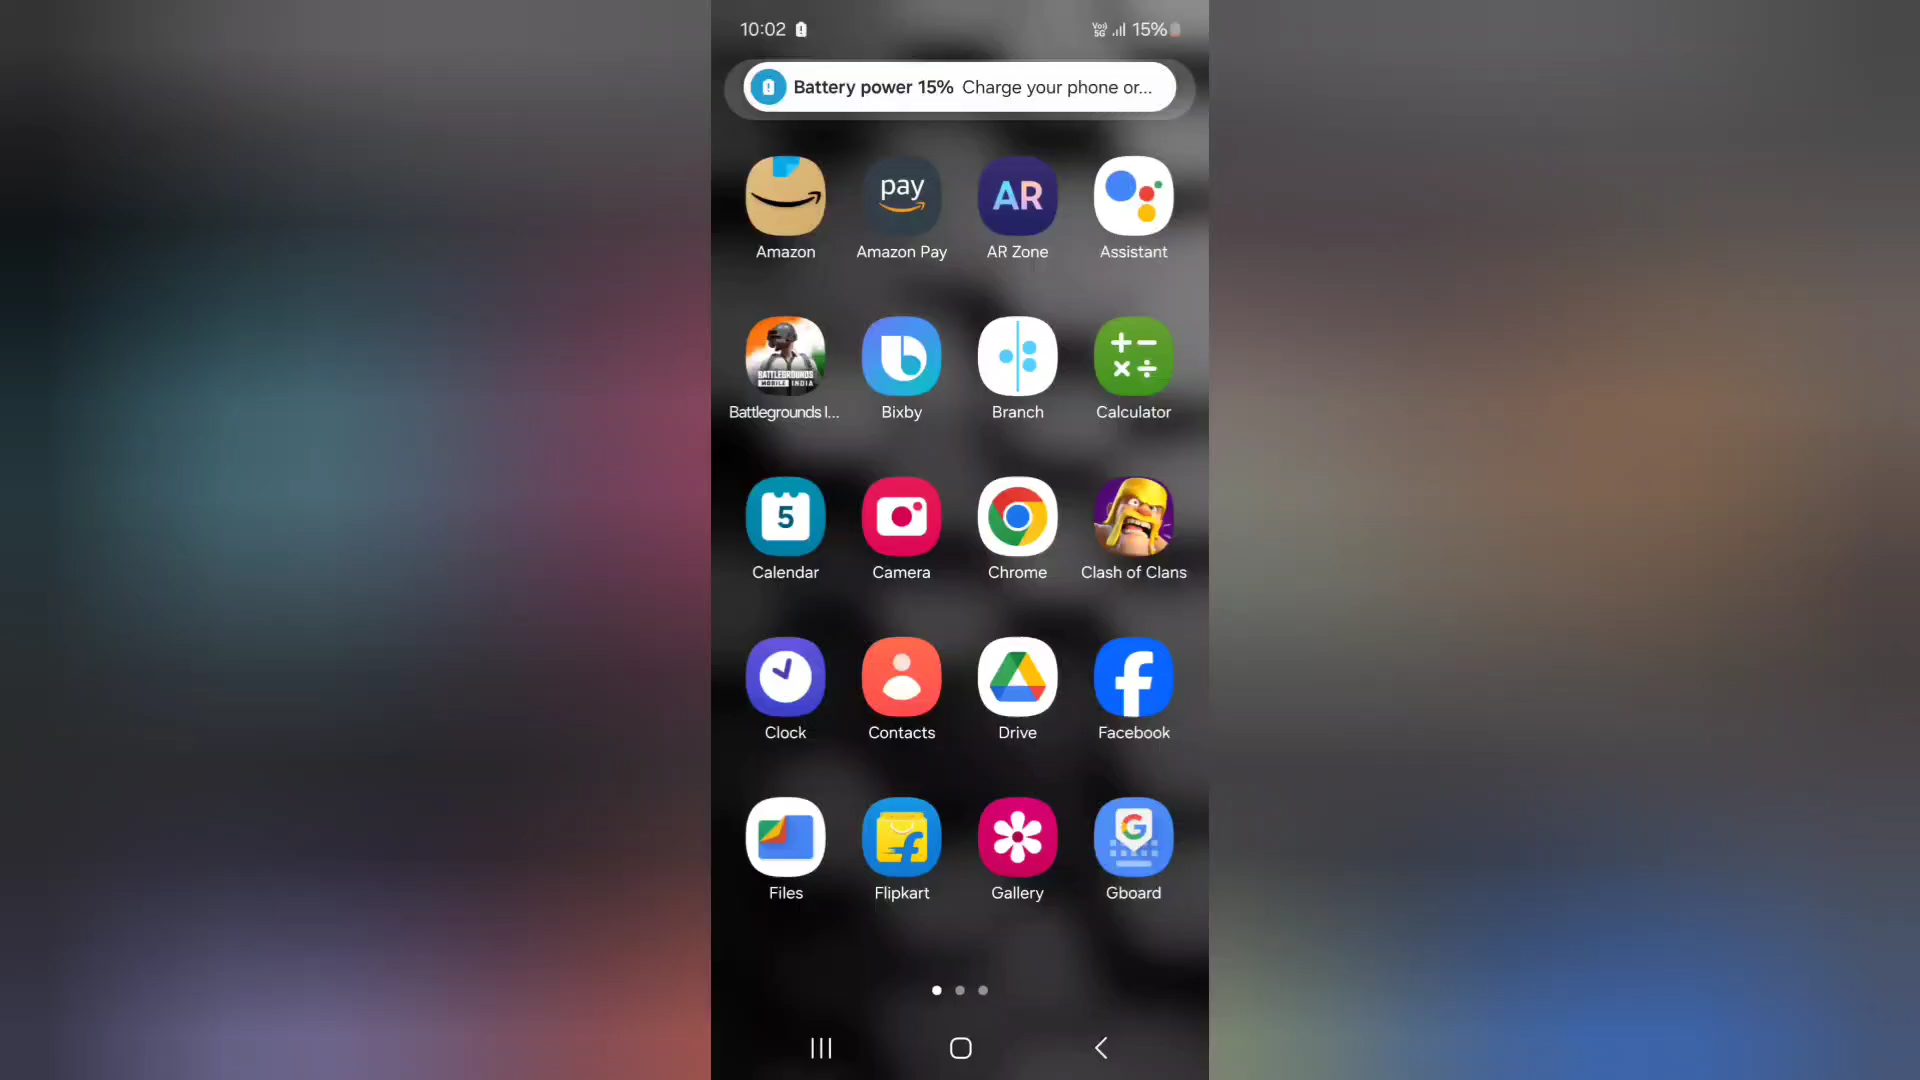 10:02 Vo)) 5G 15%
Battery power 15% Charge your phone or...
pay AR
Amazon Amazon Pay AR Zone Assistant
BATTLEGROUNDS
MOBILE INDIA
Battlegrounds I... Bixby Branch Calculator
5
Calendar Camera Chrome Clash of Clans
Clock Contacts Drive Facebook
G
Files Flipkart Gallery Gboard